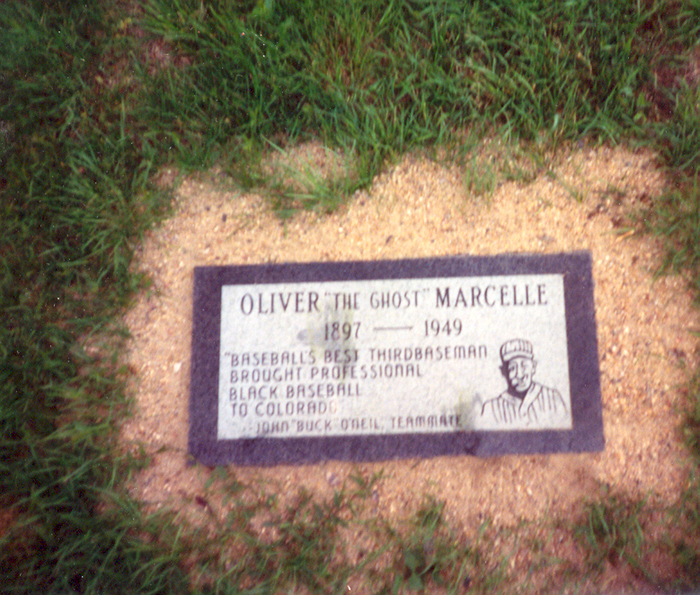 OLIVER "THE GHOST" MARCELLE
1897 — 1949
"BASEBALL'S BEST THIRDBASEMAN
BROUGHT PROFESSIONAL
BLACK BASEBALL
TO COLORADO
--JOHN "BUCK" O'NEIL, TEAMMATE